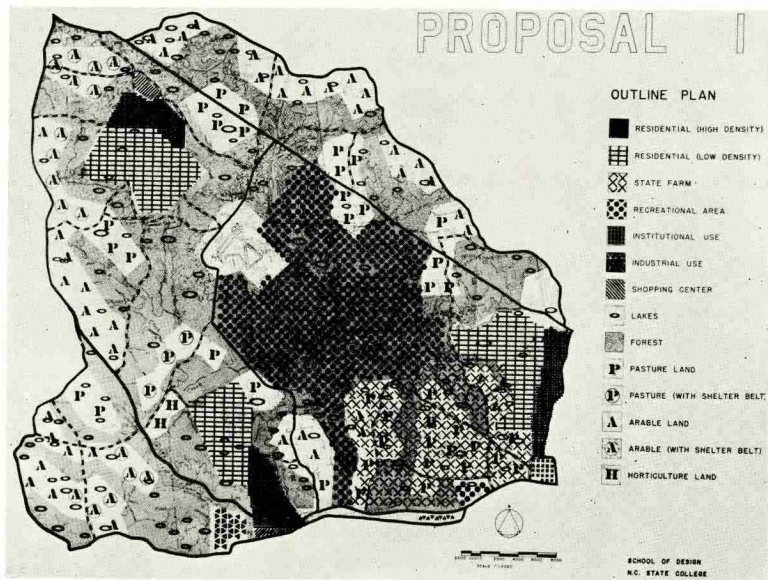 PROPOSAL I
OUTLINE PLAN
RESIDENTIAL (HIGH DENSITY)
RESIDENTIAL (LOW DENSITY)
STATE FARM
RECREATIONAL AREA
INSTITUTIONAL USE
INDUSTRIAL USE
SHOPPING CENTER
LAKES
FOREST
P PASTURE LAND
P PASTURE (WITH SHELTER BELT)
A ARABLE LAND
A ARABLE (WITH SHELTER BELT)
H HORTICULTURE LAND
SCHOOL OF DESIGN
N.C. STATE COLLEGE